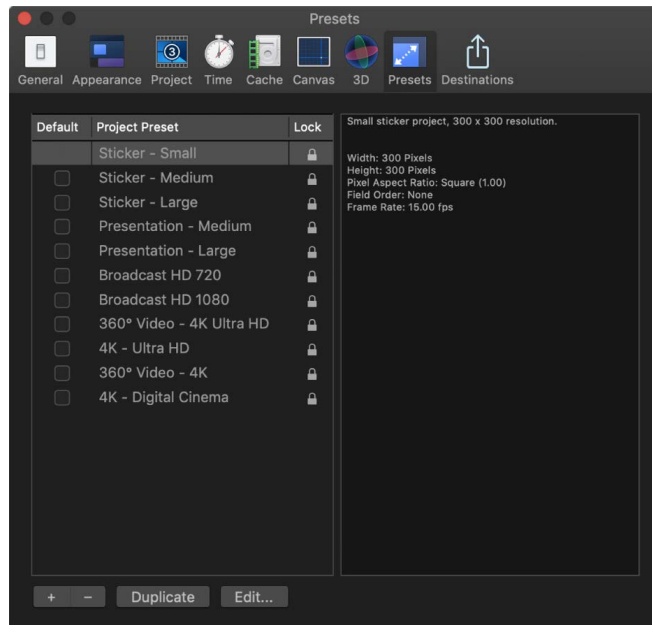 Presets
General Appearance Project Time Cache Canvas 3D Presets Destinations
Default Project Preset Lock
Sticker - Small
Sticker - Medium
Sticker - Large
Presentation - Medium
Presentation - Large
Broadcast HD 720
Broadcast HD 1080
360º Video - 4K Ultra HD
4K - Ultra HD
360º Video - 4K
4K - Digital Cinema
Small sticker project, 300 x 300 resolution.
Width: 300 Pixels
Height: 300 Pixels
Pixel Aspect Ratio: Square (1.00)
Field Order: None
Frame Rate: 15.00 fps
+ - Duplicate Edit...